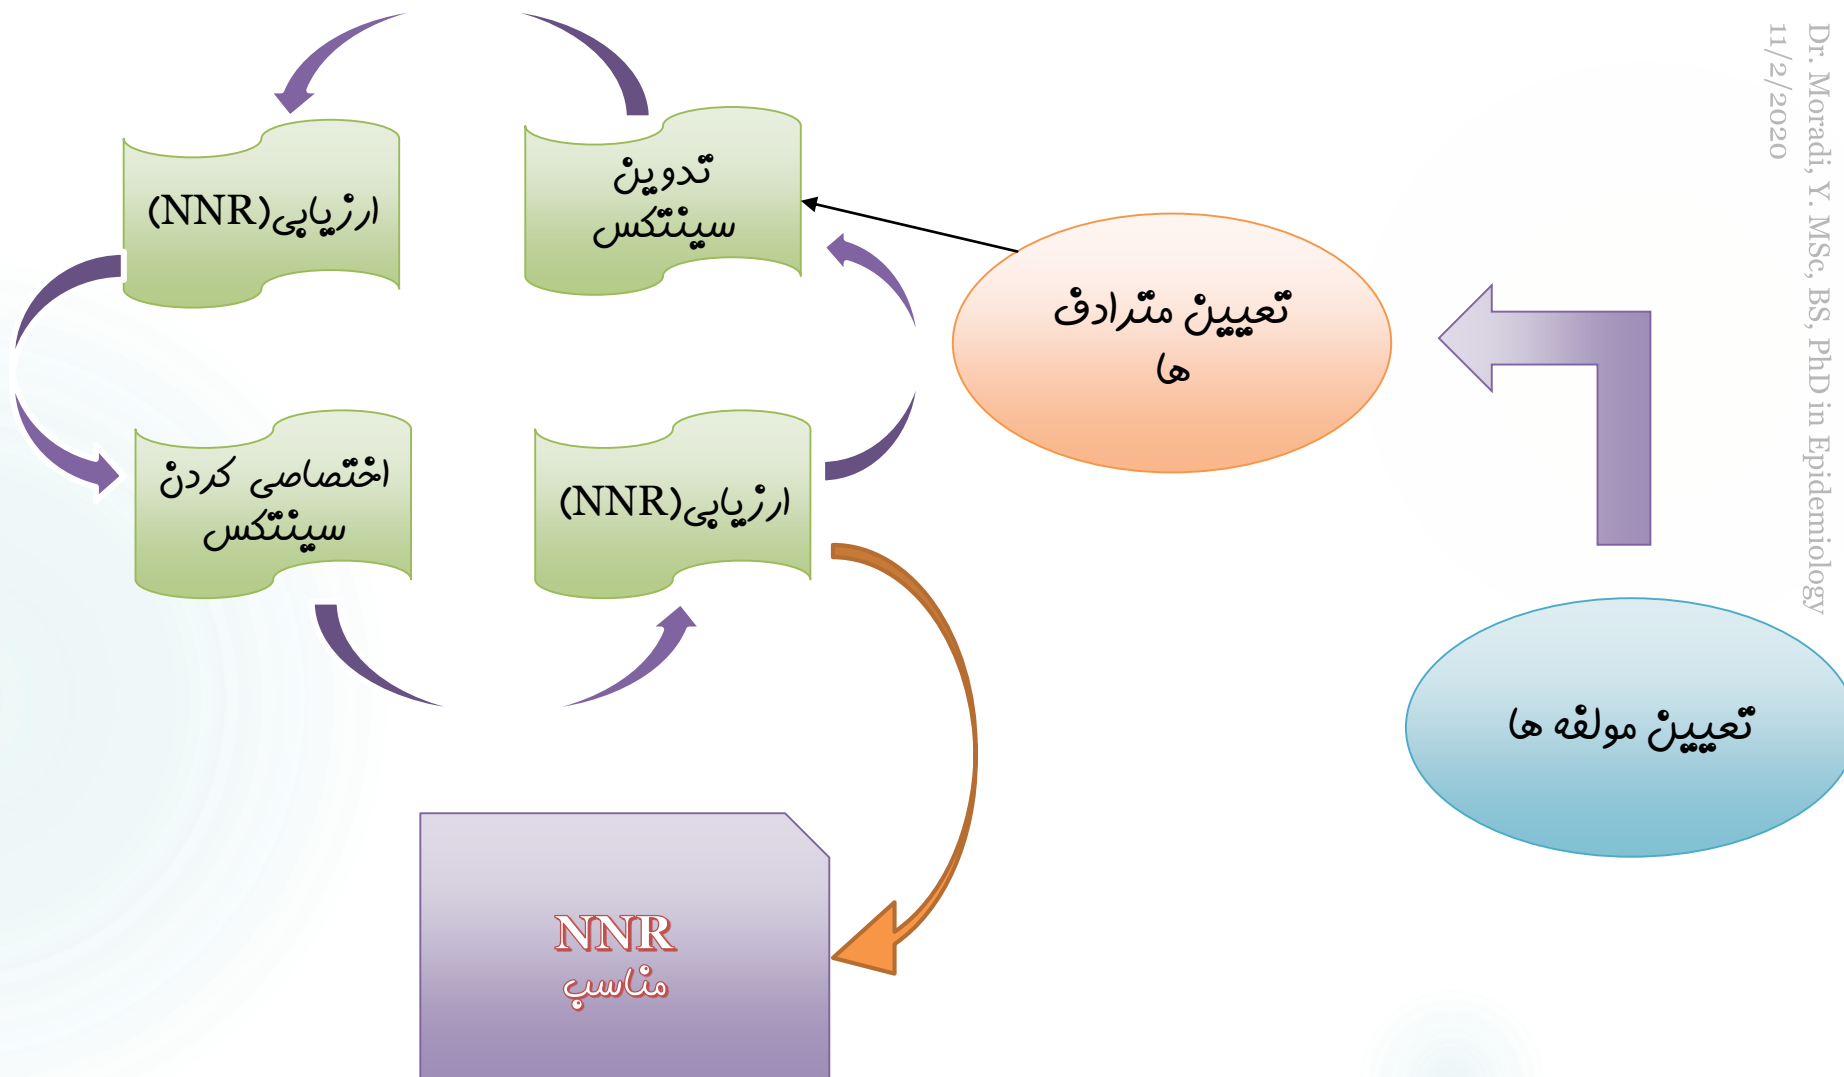 Dr. Moradi, Y. MSc, BS, PhD in Epidemiology
11/2/2020
تعیین مولفه ها
تعیین مترادف
ها
تدوین
سینتکس
ارزیابی(NNR)
اختصاصی کردن
سینتکس
ارزیابی(NNR)
NNR
مناسب